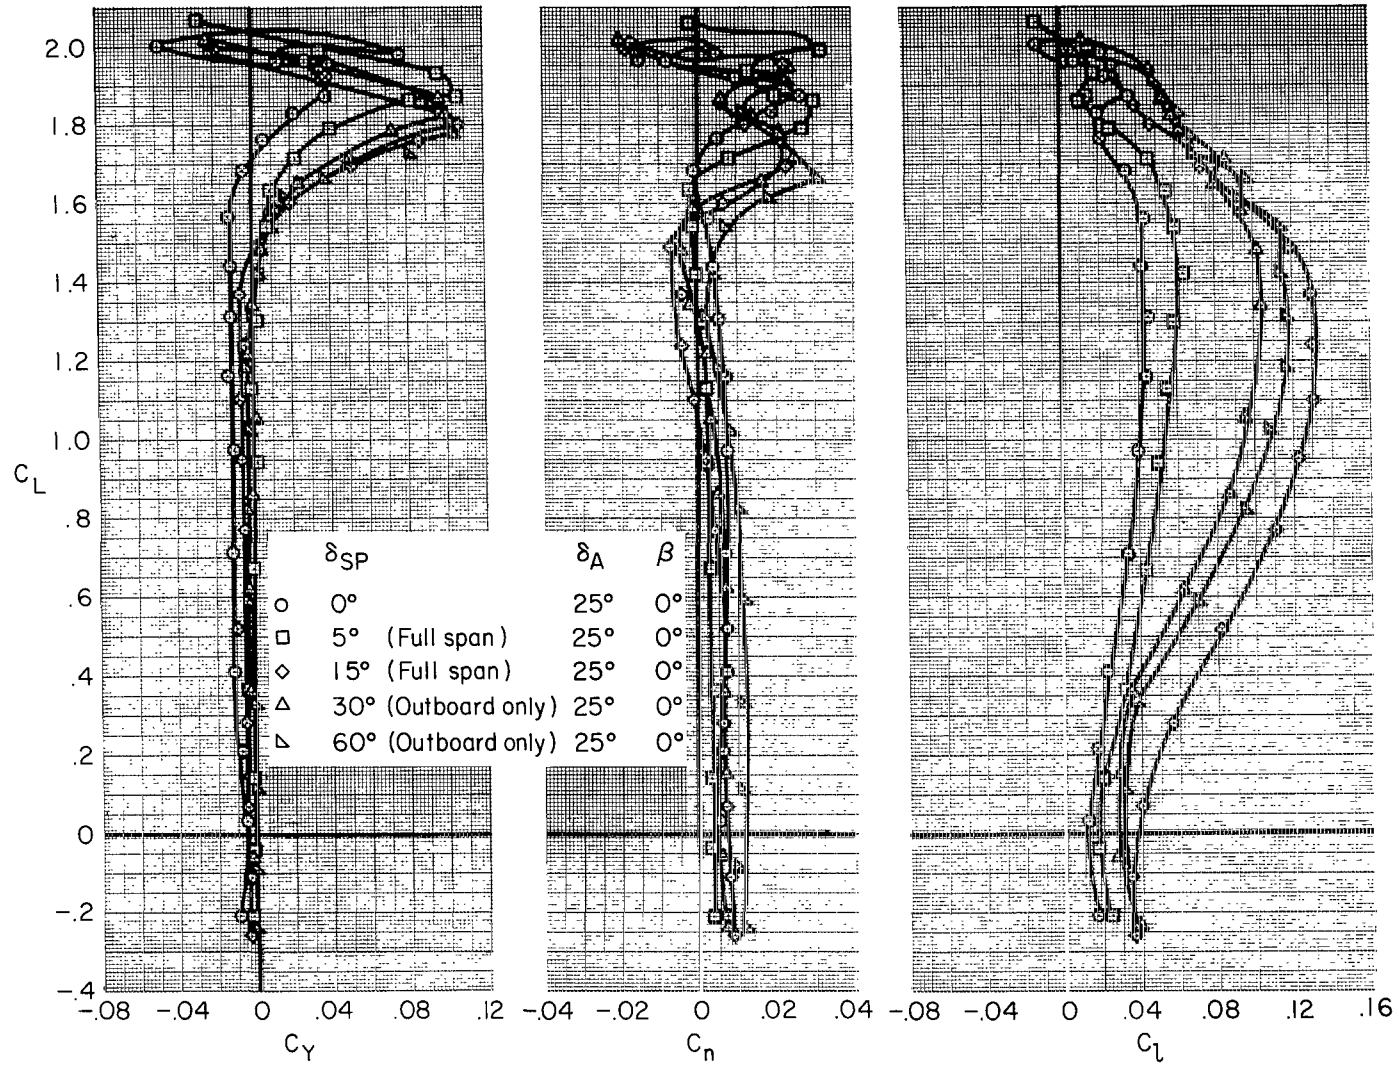 2.0
1.8
1.6
1.4
1.2
1.0
C_L
.8
.6
.4
.2
0
-.2
-.4
δ_SP δ_A β
0° 25° 0°
5° (Full span) 25° 0°
15° (Full span) 25° 0°
30° (Outboard only) 25° 0°
60° (Outboard only) 25° 0°
-.08 -.04 0 .04 .08 .12
C_Y
-.04 -.02 0 .02 .04
C_n
-.08 -.04 0 .04 .08 .12 .16
C_l